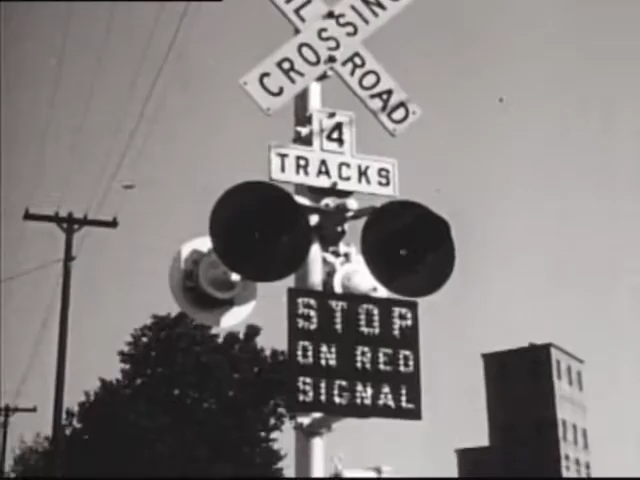 CROSSING
ROAD
4
TRACKS
STOP
ON RED
SIGNAL